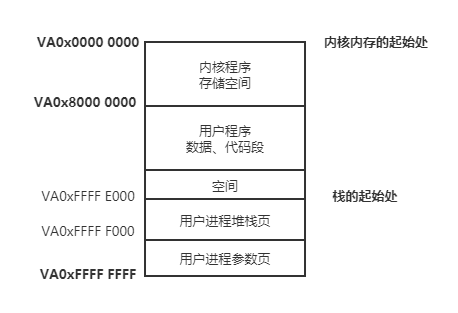 VA0x0000 0000
内核内存的起始处
内核程序
存储空间
VA0x8000 0000
用户程序
数据、代码段
空间
VA0xFFFF E000
栈的起始处
用户进程堆栈页
VA0xFFFF F000
用户进程参数页
VA0xFFFF FFFF